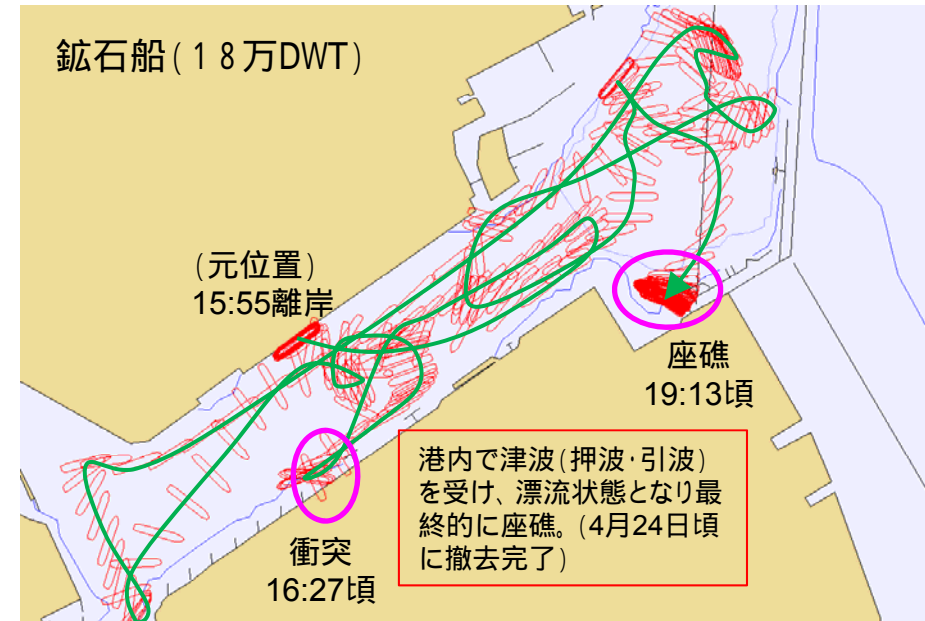 鉱石船(18万DWT)
(元位置)
15:55離岸
座礁
19:13頃
港内で津波(押波・引波)
を受け、漂流状態となり最
終的に座礁。(4月24日頃
に撤去完了)
衝突
16:27頃